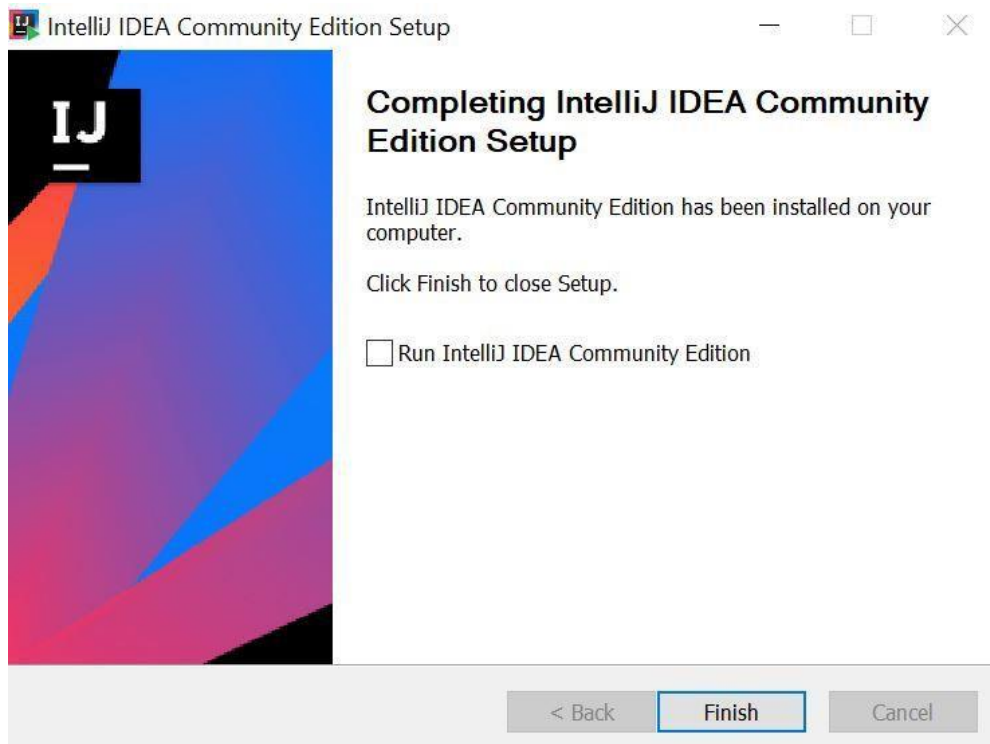 IntelliJ IDEA Community Edition Setup
IJ
Completing IntelliJ IDEA Community
Edition Setup
IntelliJ IDEA Community Edition has been installed on your
computer.
Click Finish to close Setup.
Run IntelliJ IDEA Community Edition
< Back
Finish
Cancel